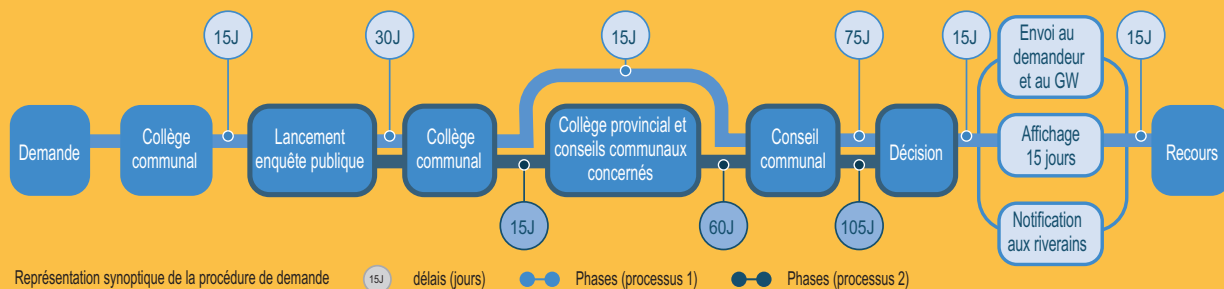 15J
30J
15J
75J
15J
15J
Demande
Collège
communal
Lancement
enquête publique
Collège
communal
Collège provincial et
conseils communaux
concernés
Conseil
communal
Décision
Envoi au
demandeur
et au GW
Affichage
15 jours
Notification
aux riverains
Recours
15J
60J
105J
Représentation synoptique de la procédure de demande
15J
délais (jours)
Phases (processus 1)
Phases (processus 2)